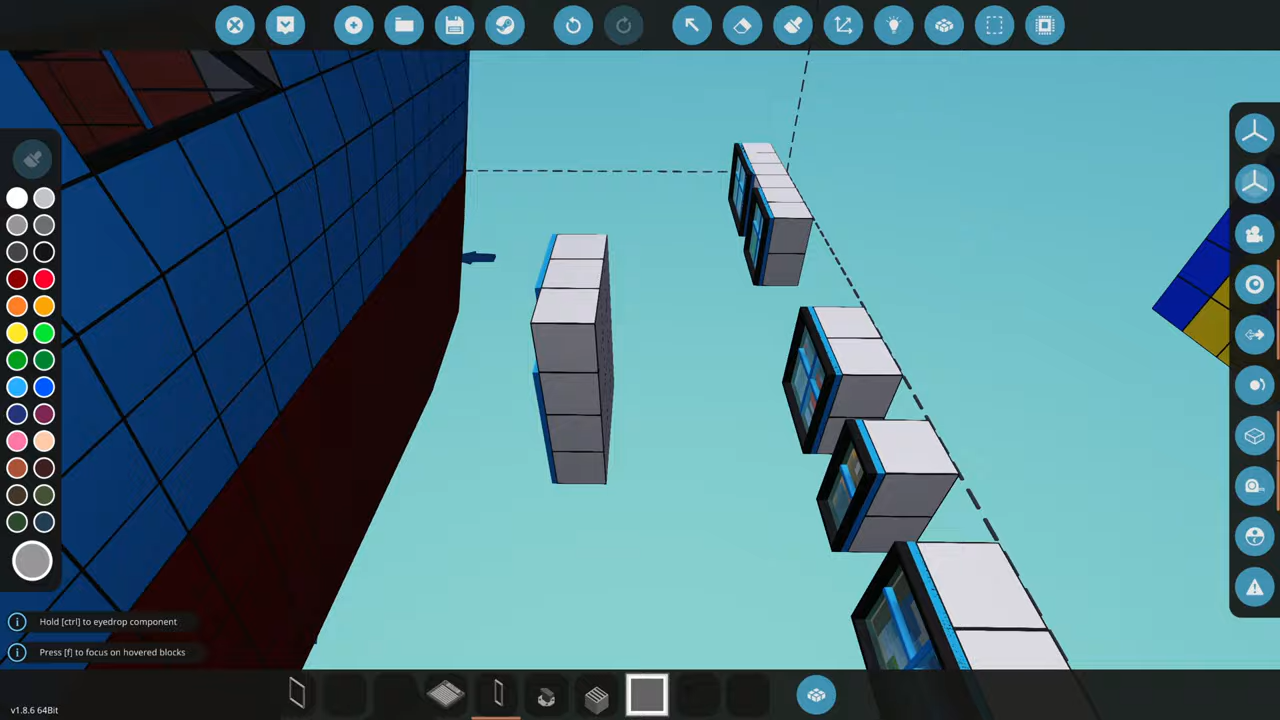 Hold [ctrl] to eyedrop component
Press [f] to focus on hovered blocks
v1.8.6 64Bit